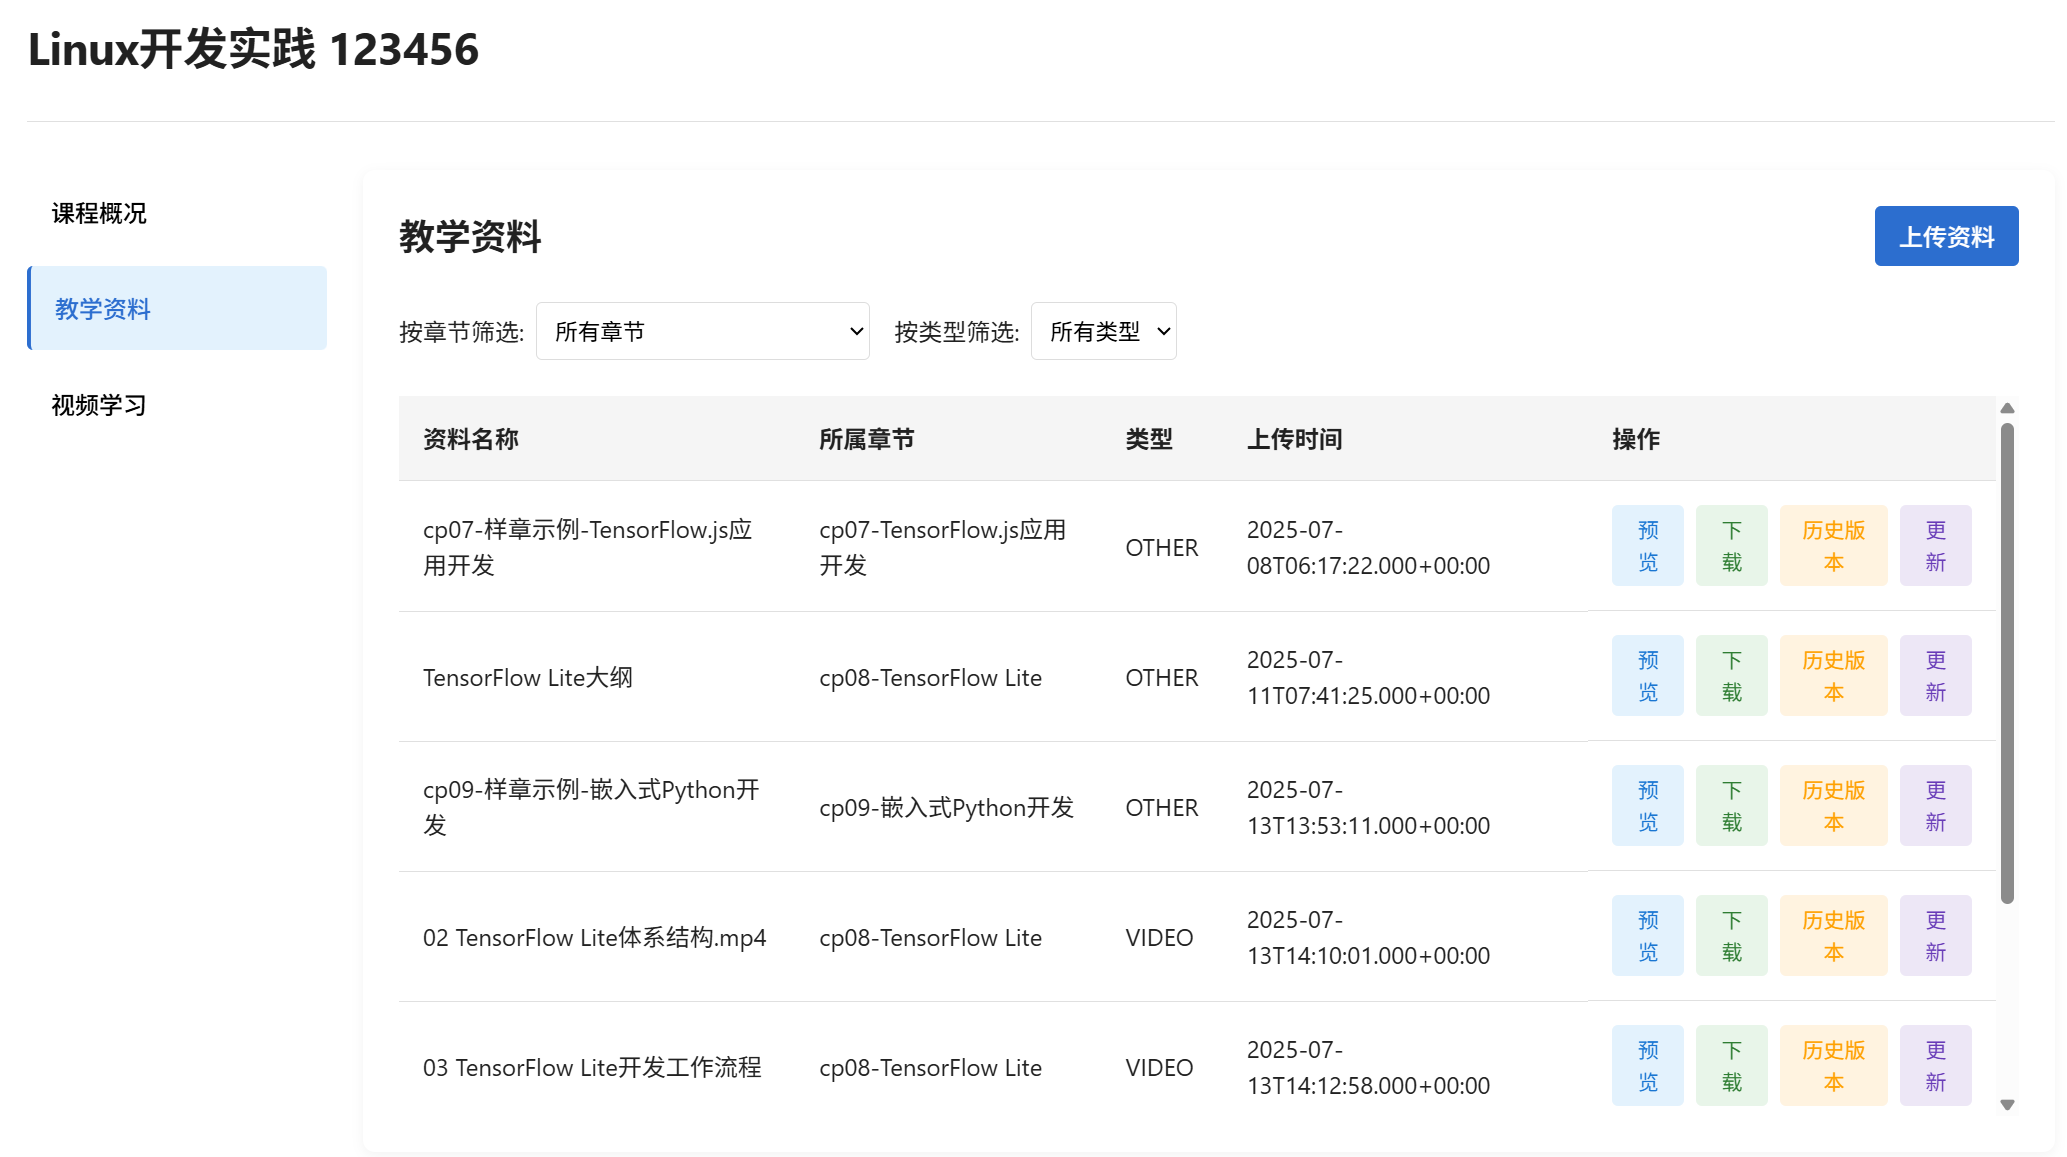 Linux开发实践 123456
课程概况
教学资料
视频学习
教学资料
上传资料
按章节筛选: 所有章节 按类型筛选: 所有类型
资料名称 所属章节 类型 上传时间 操作
cp07-样章示例-TensorFlow.js应
用开发
cp07-TensorFlow.js应用
开发
OTHER
2025-07-
08T06:17:22.000+00:00
预
览
下
载
历史版
本
更
新
TensorFlow Lite大纲
cp08-TensorFlow Lite
OTHER
2025-07-
11T07:41:25.000+00:00
预
览
下
载
历史版
本
更
新
cp09-样章示例-嵌入式Python开
发
cp09-嵌入式Python开发
OTHER
2025-07-
13T13:53:11.000+00:00
预
览
下
载
历史版
本
更
新
02 TensorFlow Lite体系结构.mp4
cp08-TensorFlow Lite
VIDEO
2025-07-
13T14:10:01.000+00:00
预
览
下
载
历史版
本
更
新
03 TensorFlow Lite开发工作流程
cp08-TensorFlow Lite
VIDEO
2025-07-
13T14:12:58.000+00:00
预
览
下
载
历史版
本
更
新